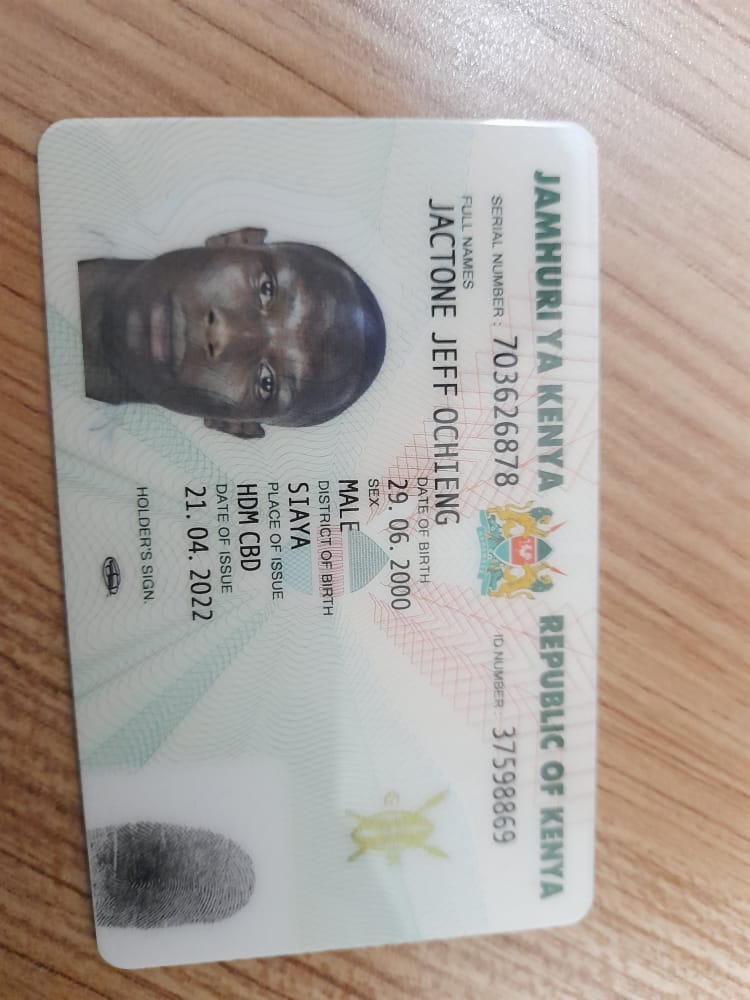 JAMHURI YA KENYA REPUBLIC OF KENYA
SERIAL NUMBER: 703626878 ID NUMBER: 37598869
FULL NAMES
JACTONE JEFF OCHIENG
DATE OF BIRTH
29. 06. 2000
SEX
MALE
DISTRICT OF BIRTH
SIAYA
PLACE OF ISSUE
HDM CBD
DATE OF ISSUE
21. 04. 2022
HOLDER'S SIGN.